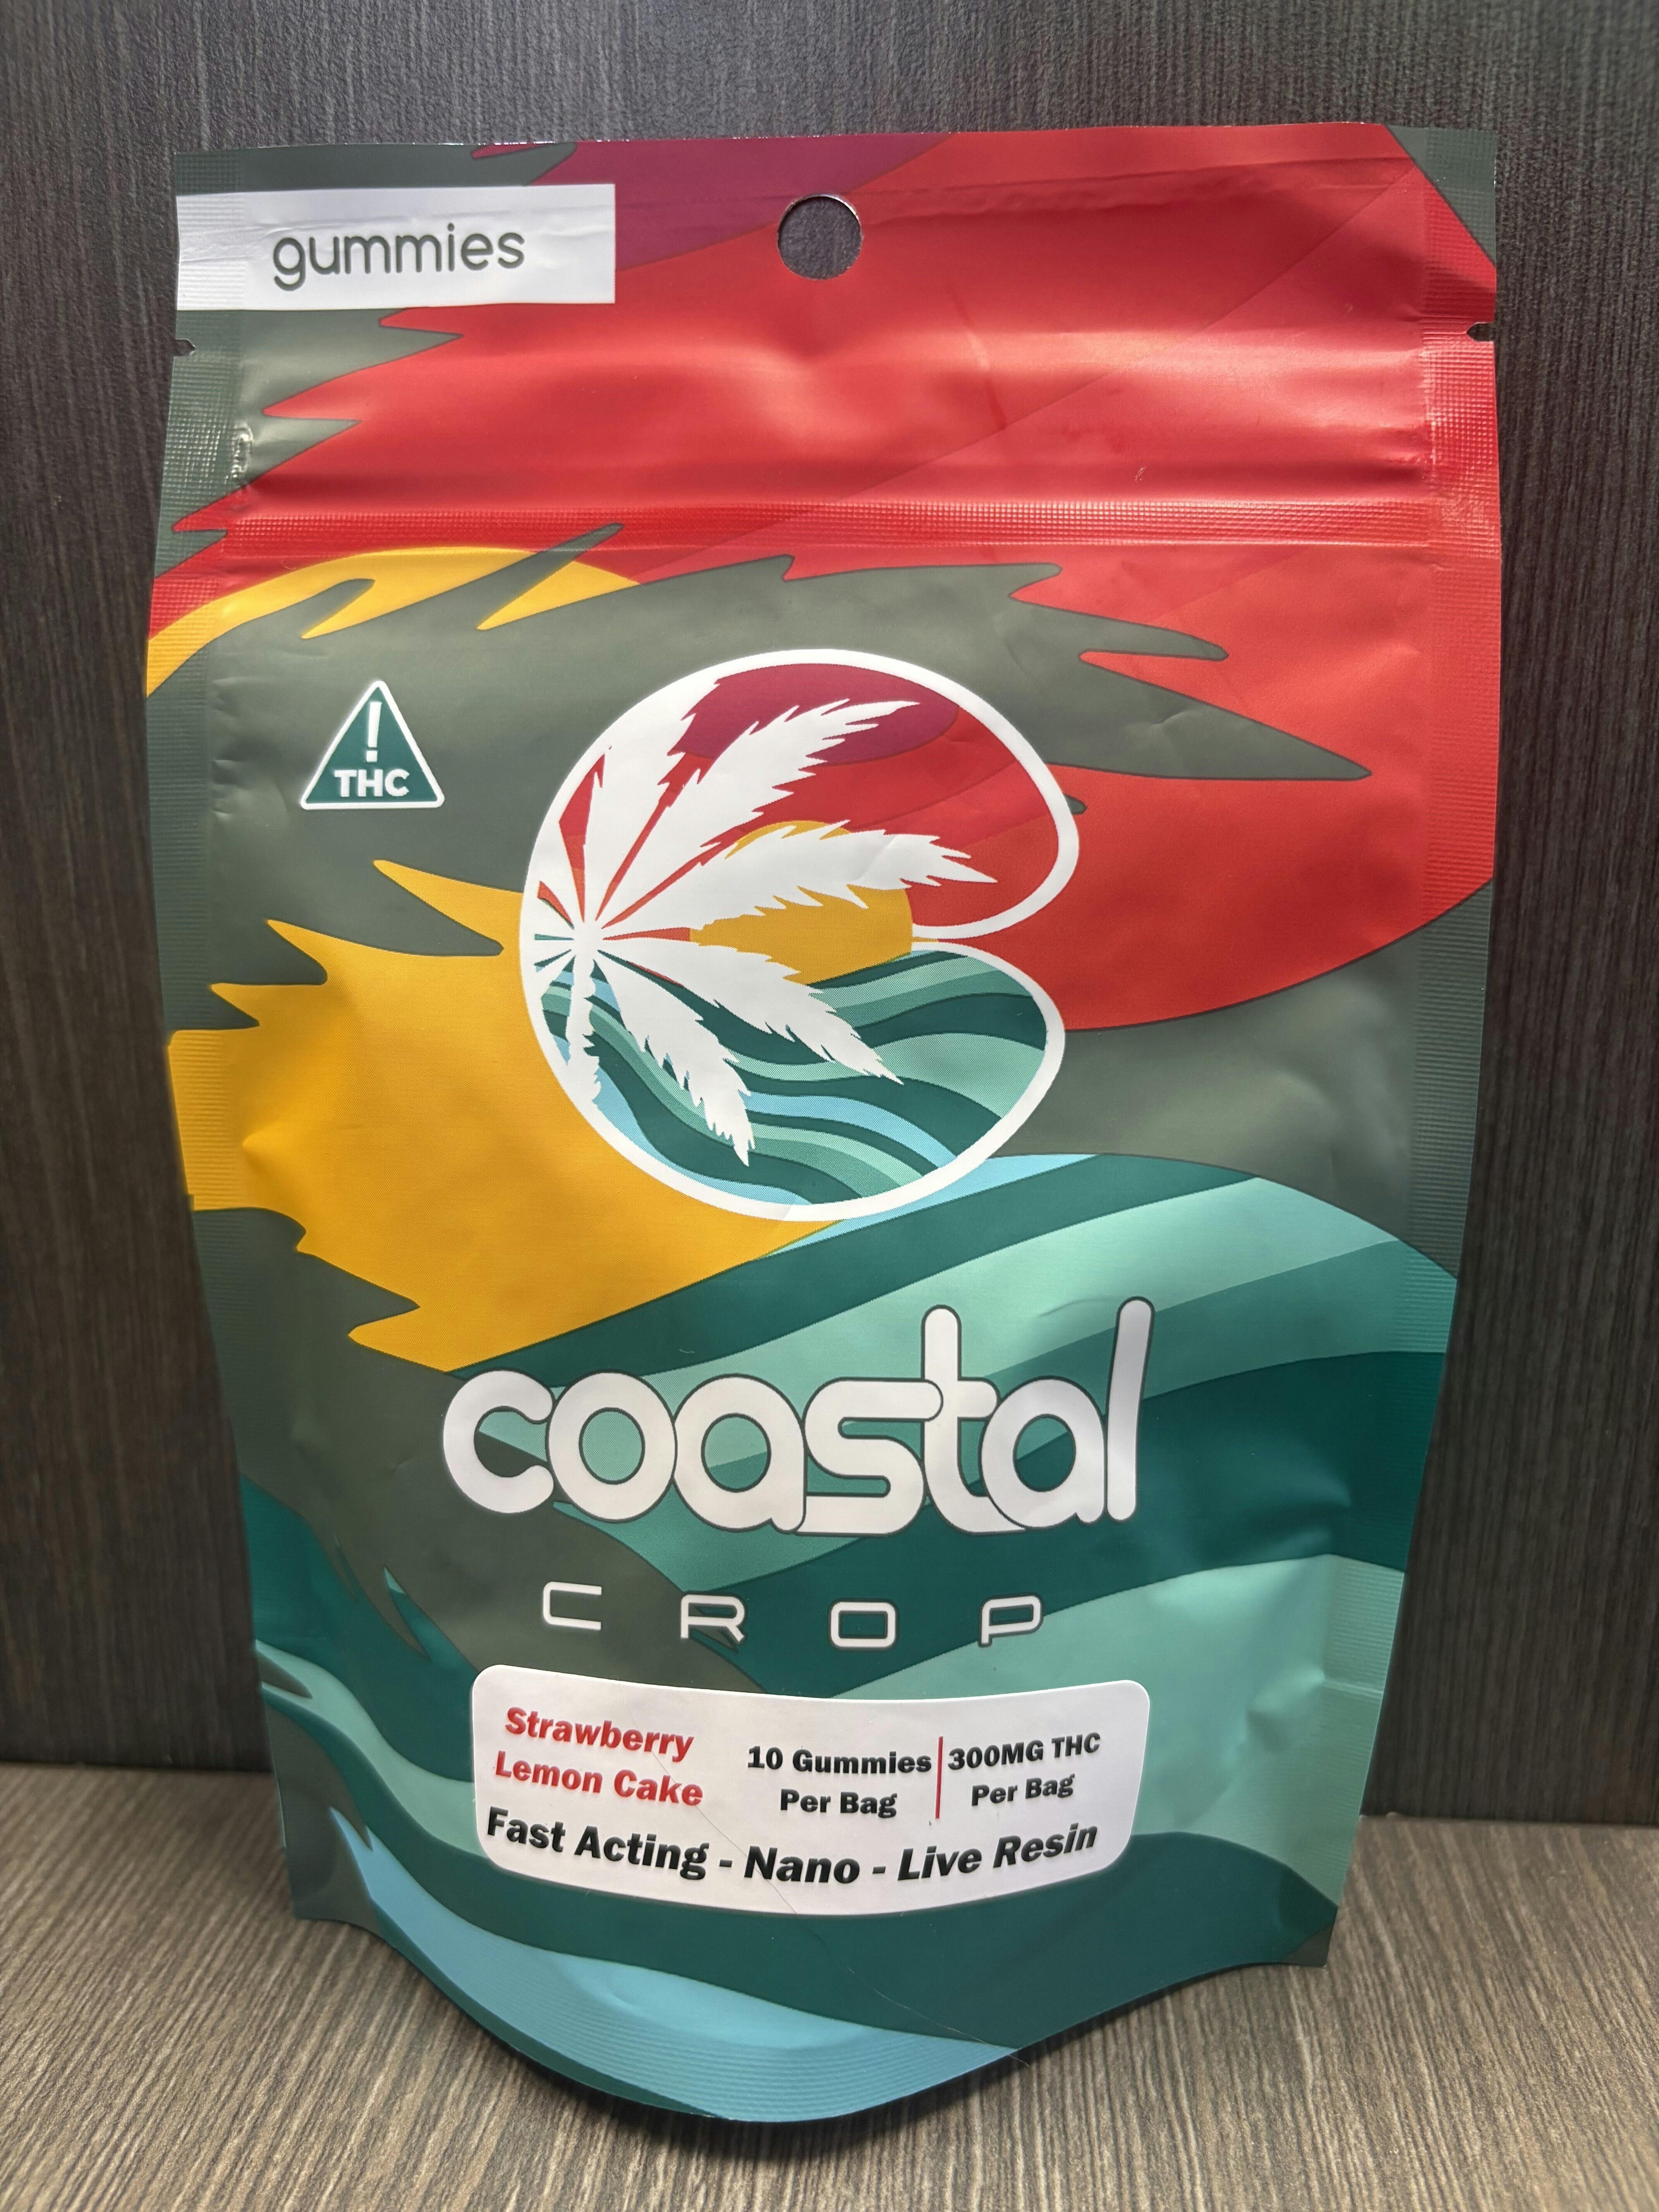 gummies
!
THC
coastal
CROP
Strawberry
Lemon Cake
10 Gummies
Per Bag
300MG THC
Per Bag
Fast Acting - Nano - Live Resin